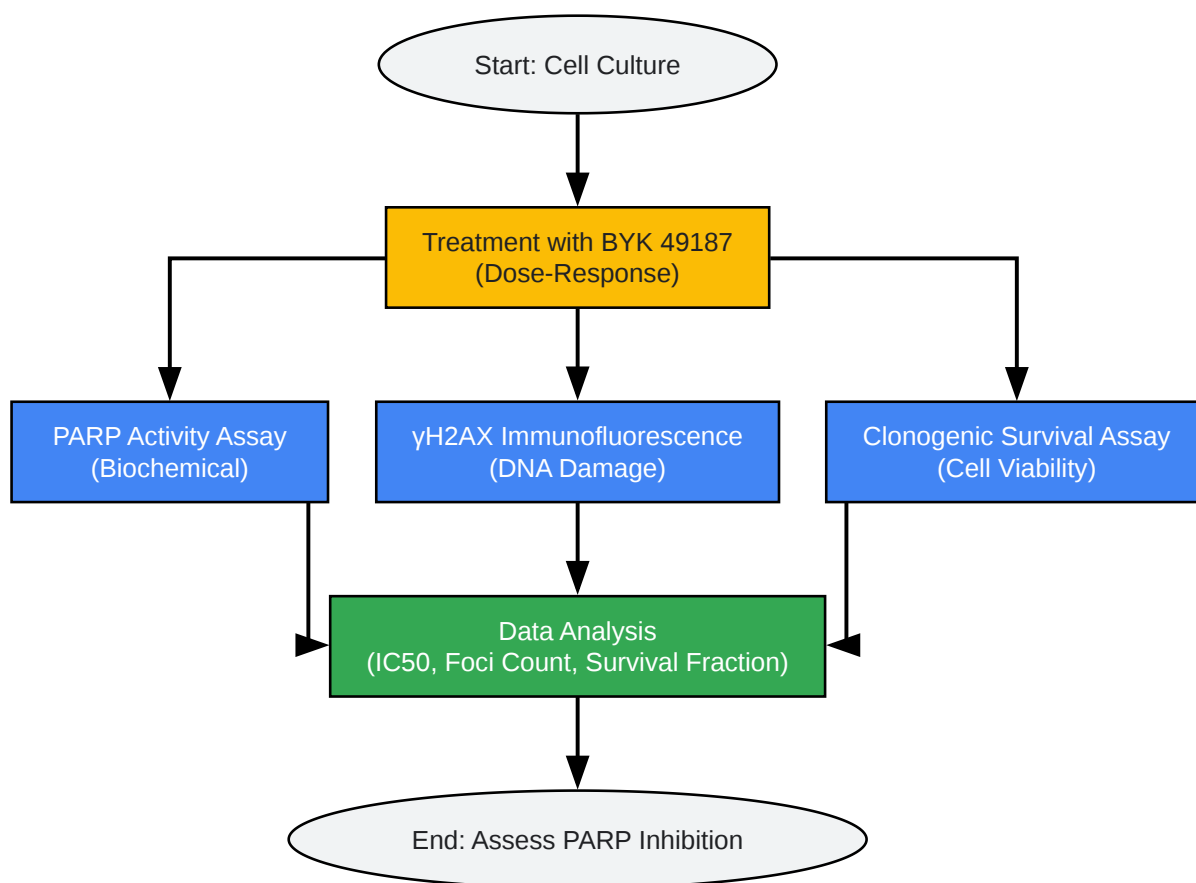 Start: Cell Culture
Treatment with BYK 49187
(Dose-Response)
PARP Activity Assay
(Biochemical)
γH2AX Immunofluorescence
(DNA Damage)
Clonogenic Survival Assay
(Cell Viability)
Data Analysis
(IC50, Foci Count, Survival Fraction)
End: Assess PARP Inhibition